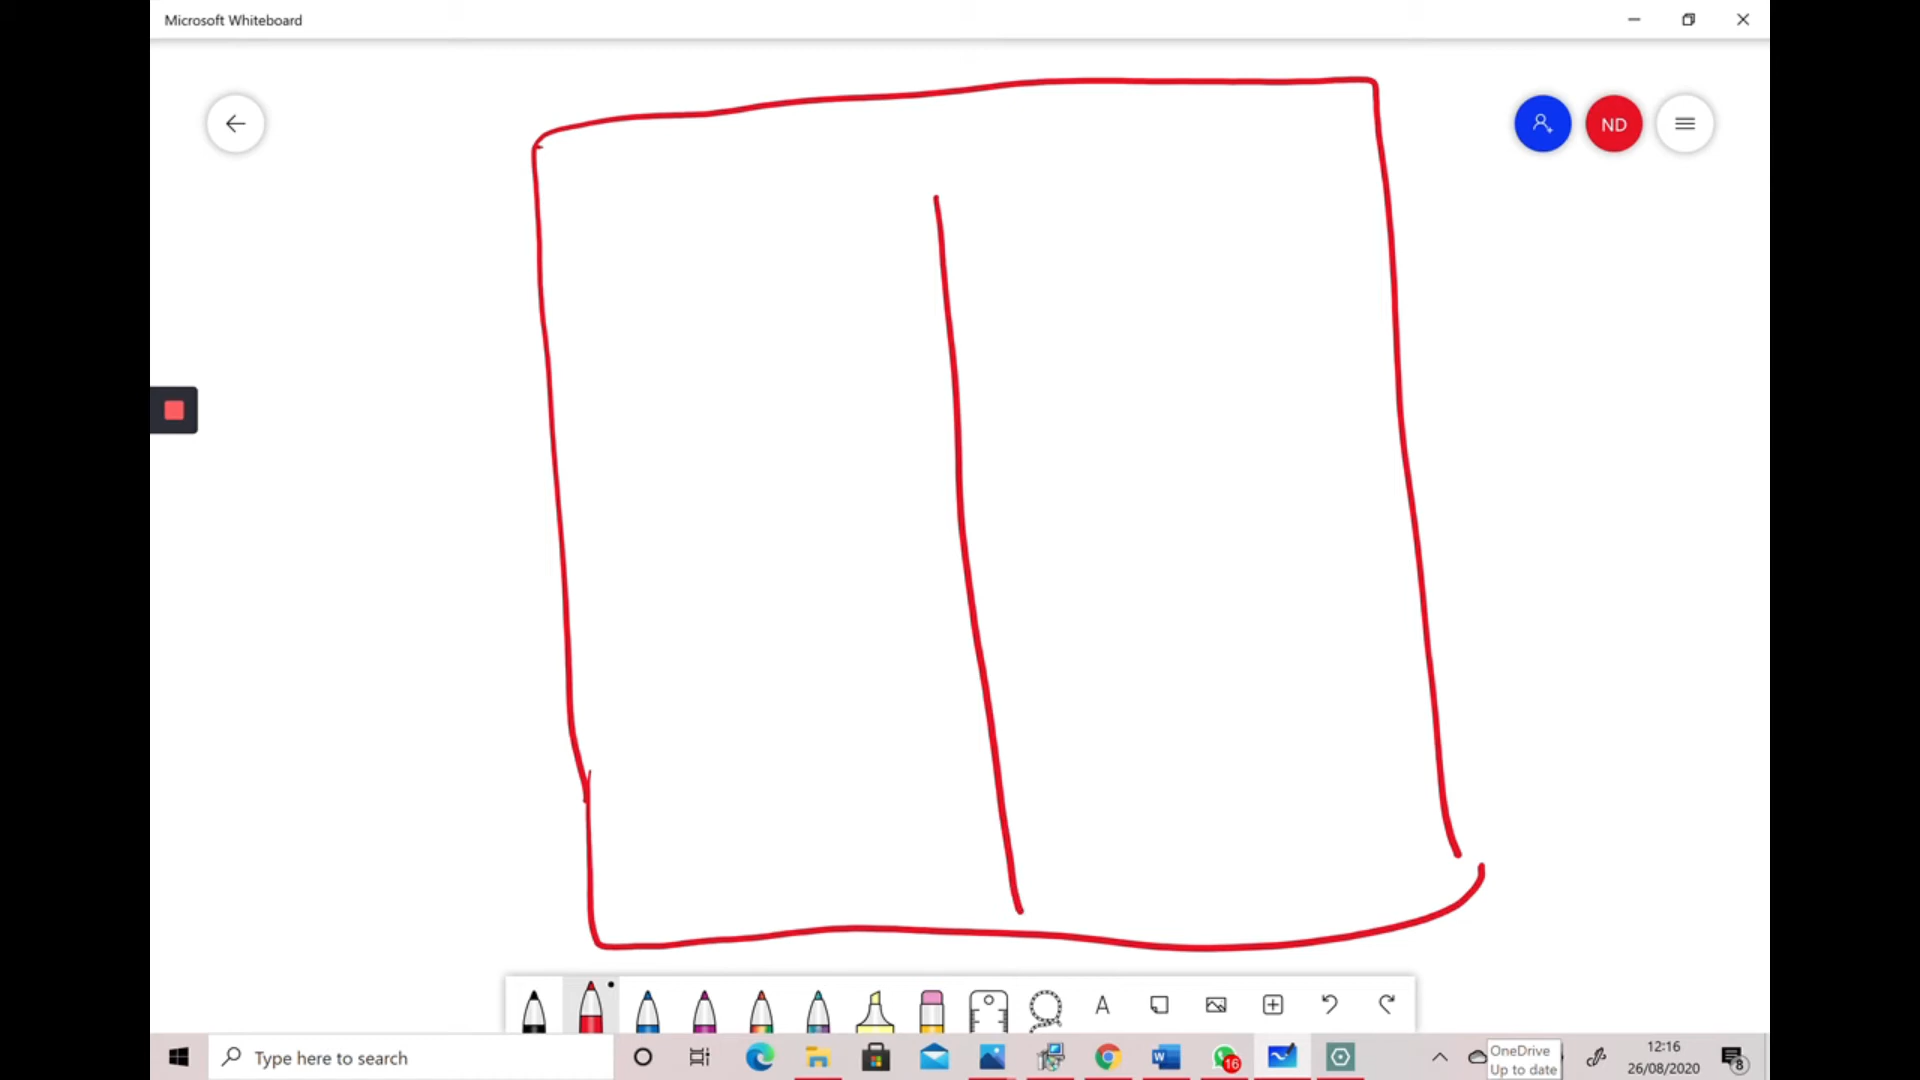 Microsoft Whiteboard
ND
A
Type here to search
W
16
OneDrive
Up to date
12:16
26/08/2020
8